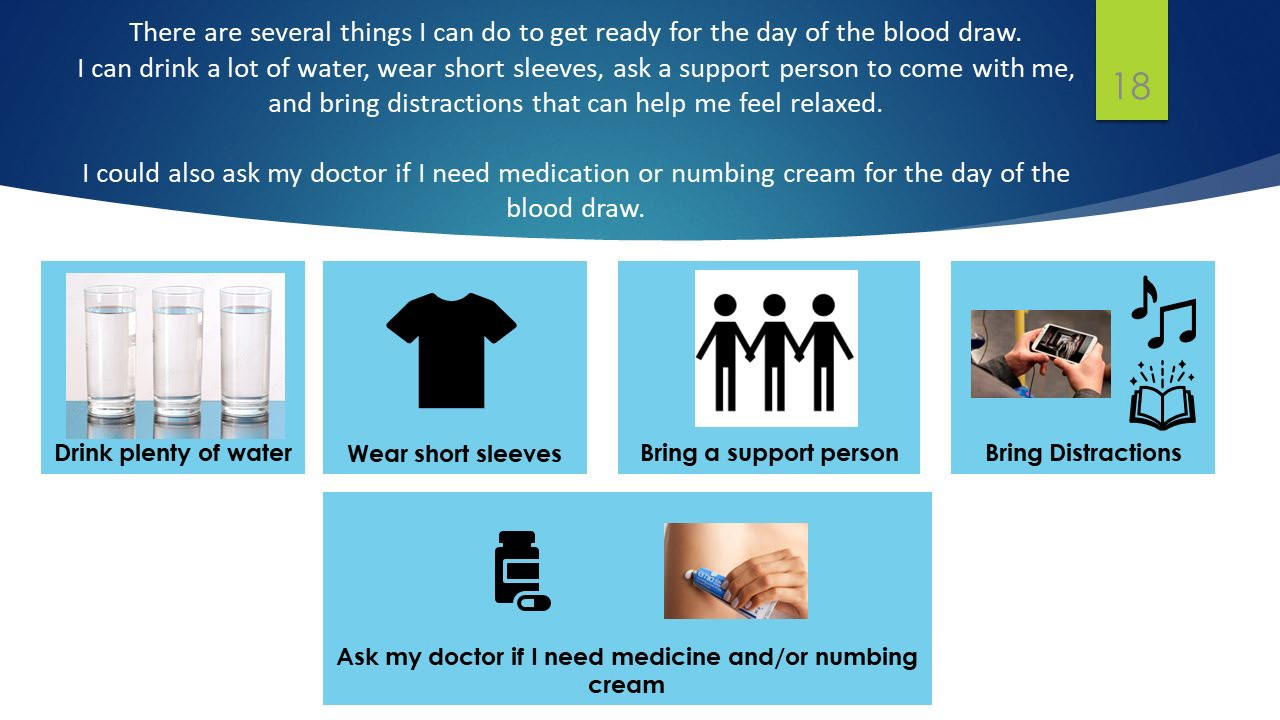 There are several things I can do to get ready for the day of the blood draw.
I can drink a lot of water, wear short sleeves, ask a support person to come with me,
and bring distractions that can help me feel relaxed.
18
I could also ask my doctor if I need medication or numbing cream for the day of the
blood draw.
Drink plenty of water
Wear short sleeves
Bring a support person
Bring Distractions
Ask my doctor if I need medicine and/or numbing
cream